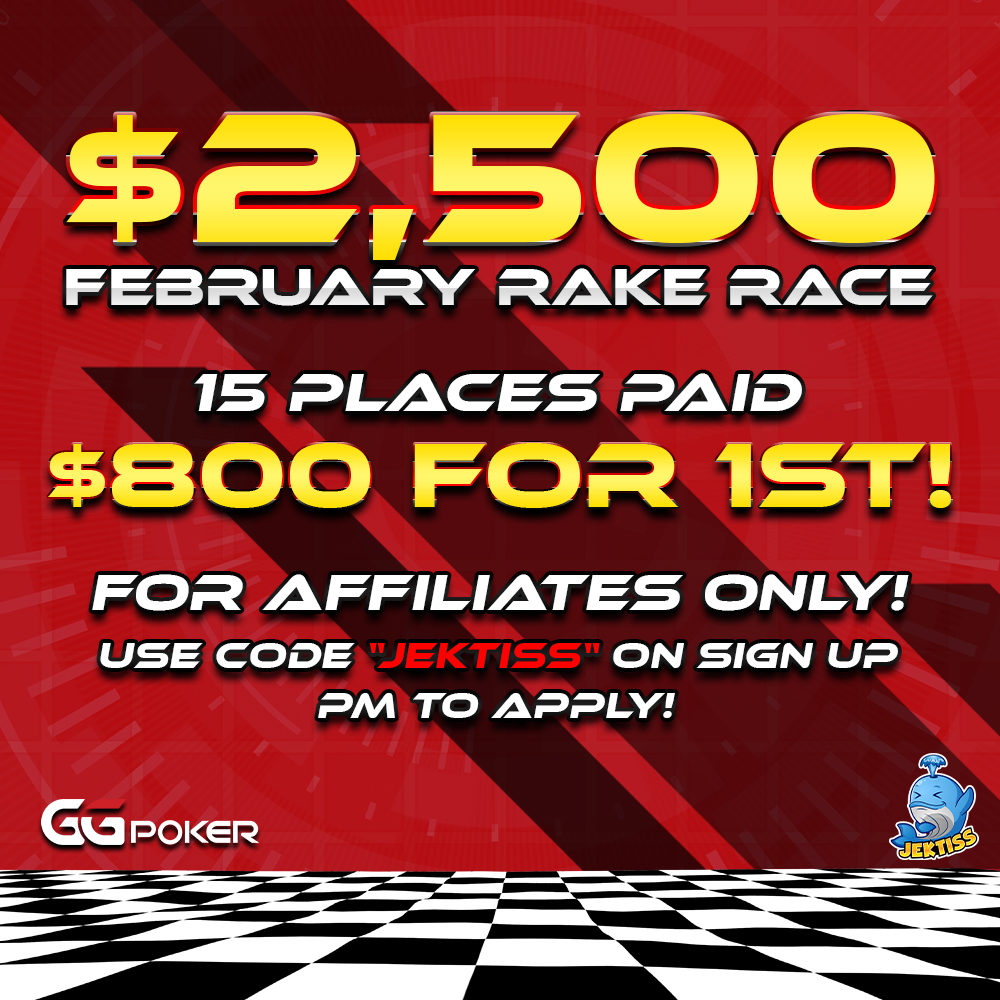 $2,500
FEBRUARY RAKE RACE
15 PLACES PAID
$800 FOR 1ST!
FOR AFFILIATES ONLY!
USE CODE "JEKTISS" ON SIGN UP
PM TO APPLY!
GGPOKER
JEKTISS